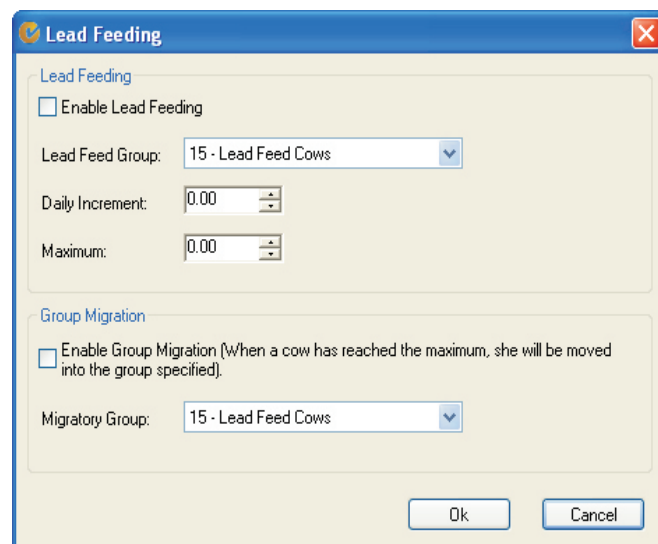 Lead Feeding
Lead Feeding
Enable Lead Feeding
Lead Feed Group: 15 - Lead Feed Cows
Daily Increment: 0.00
Maximum: 0.00
Group Migration
Enable Group Migration (When a cow has reached the maximum, she will be moved
into the group specified).
Migratory Group: 15 - Lead Feed Cows
Ok Cancel